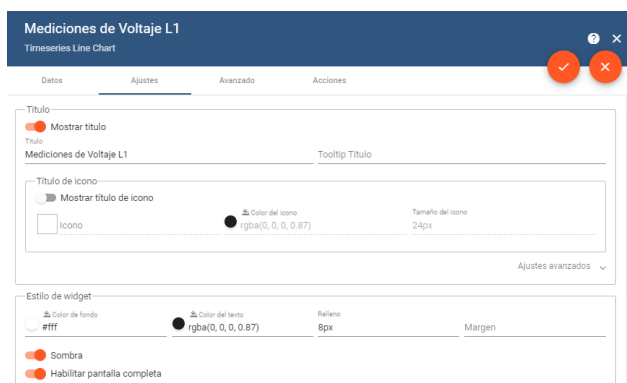 Mediciones de Voltaje L1
Timeseries Line Chart
Datos Ajustes Avanzado Acciones
Titulo
Mostrar titulo
Titulo
Mediciones de Voltaje L1 Tooltip Título
Título de icono
Mostrar título de icono
Icono Color del icono rgba(0, 0, 0, 0.87) Tamaño del icono 24px
Ajustes avanzados
Estilo de widget
Color de fondo Color del texto Relleno
#fff rgba(0, 0, 0, 0.87) 8px Margen
Sombra
Habilitar pantalla completa